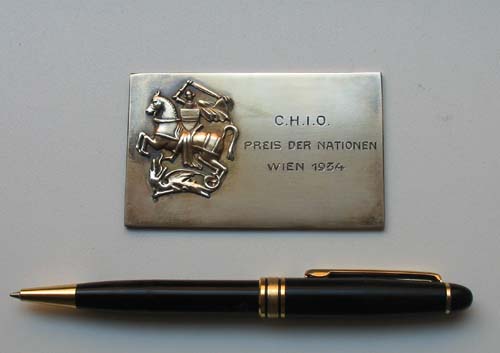 C.H.I.O.
PREIS DER NATIONEN
WIEN 1934